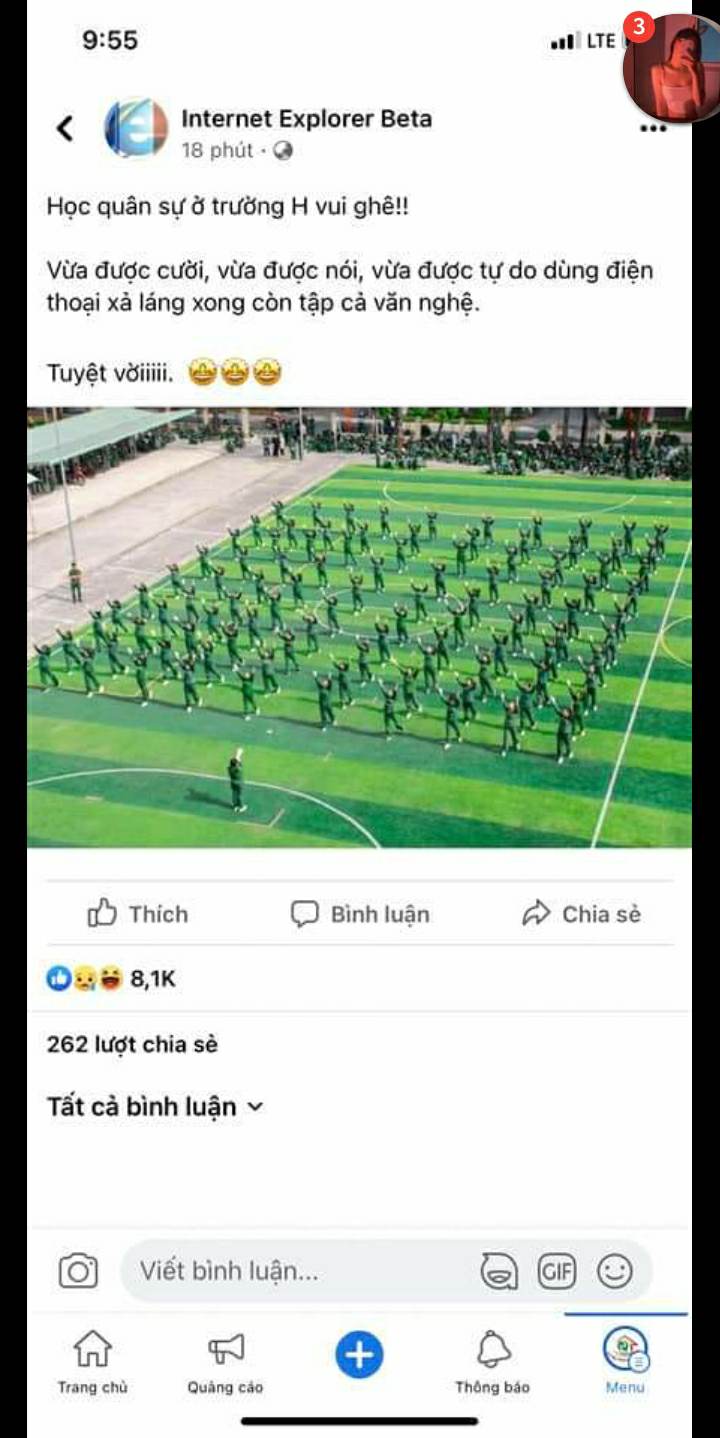 9:55
LTE
3
Internet Explorer Beta
18 phút ·
Học quân sự ở trường H vui ghê!!
Vừa được cười, vừa được nói, vừa được tự do dùng điện
thoại xả láng xong còn tập cả văn nghệ.
Tuyệt vờiiiii. 🤩🤩🤩
Thích
Bình luận
Chia sẻ
8,1K
262 lượt chia sẻ
Tất cả bình luận
Viết bình luận...
GIF
Trang chủ
Quảng cáo
Thông báo
Menu